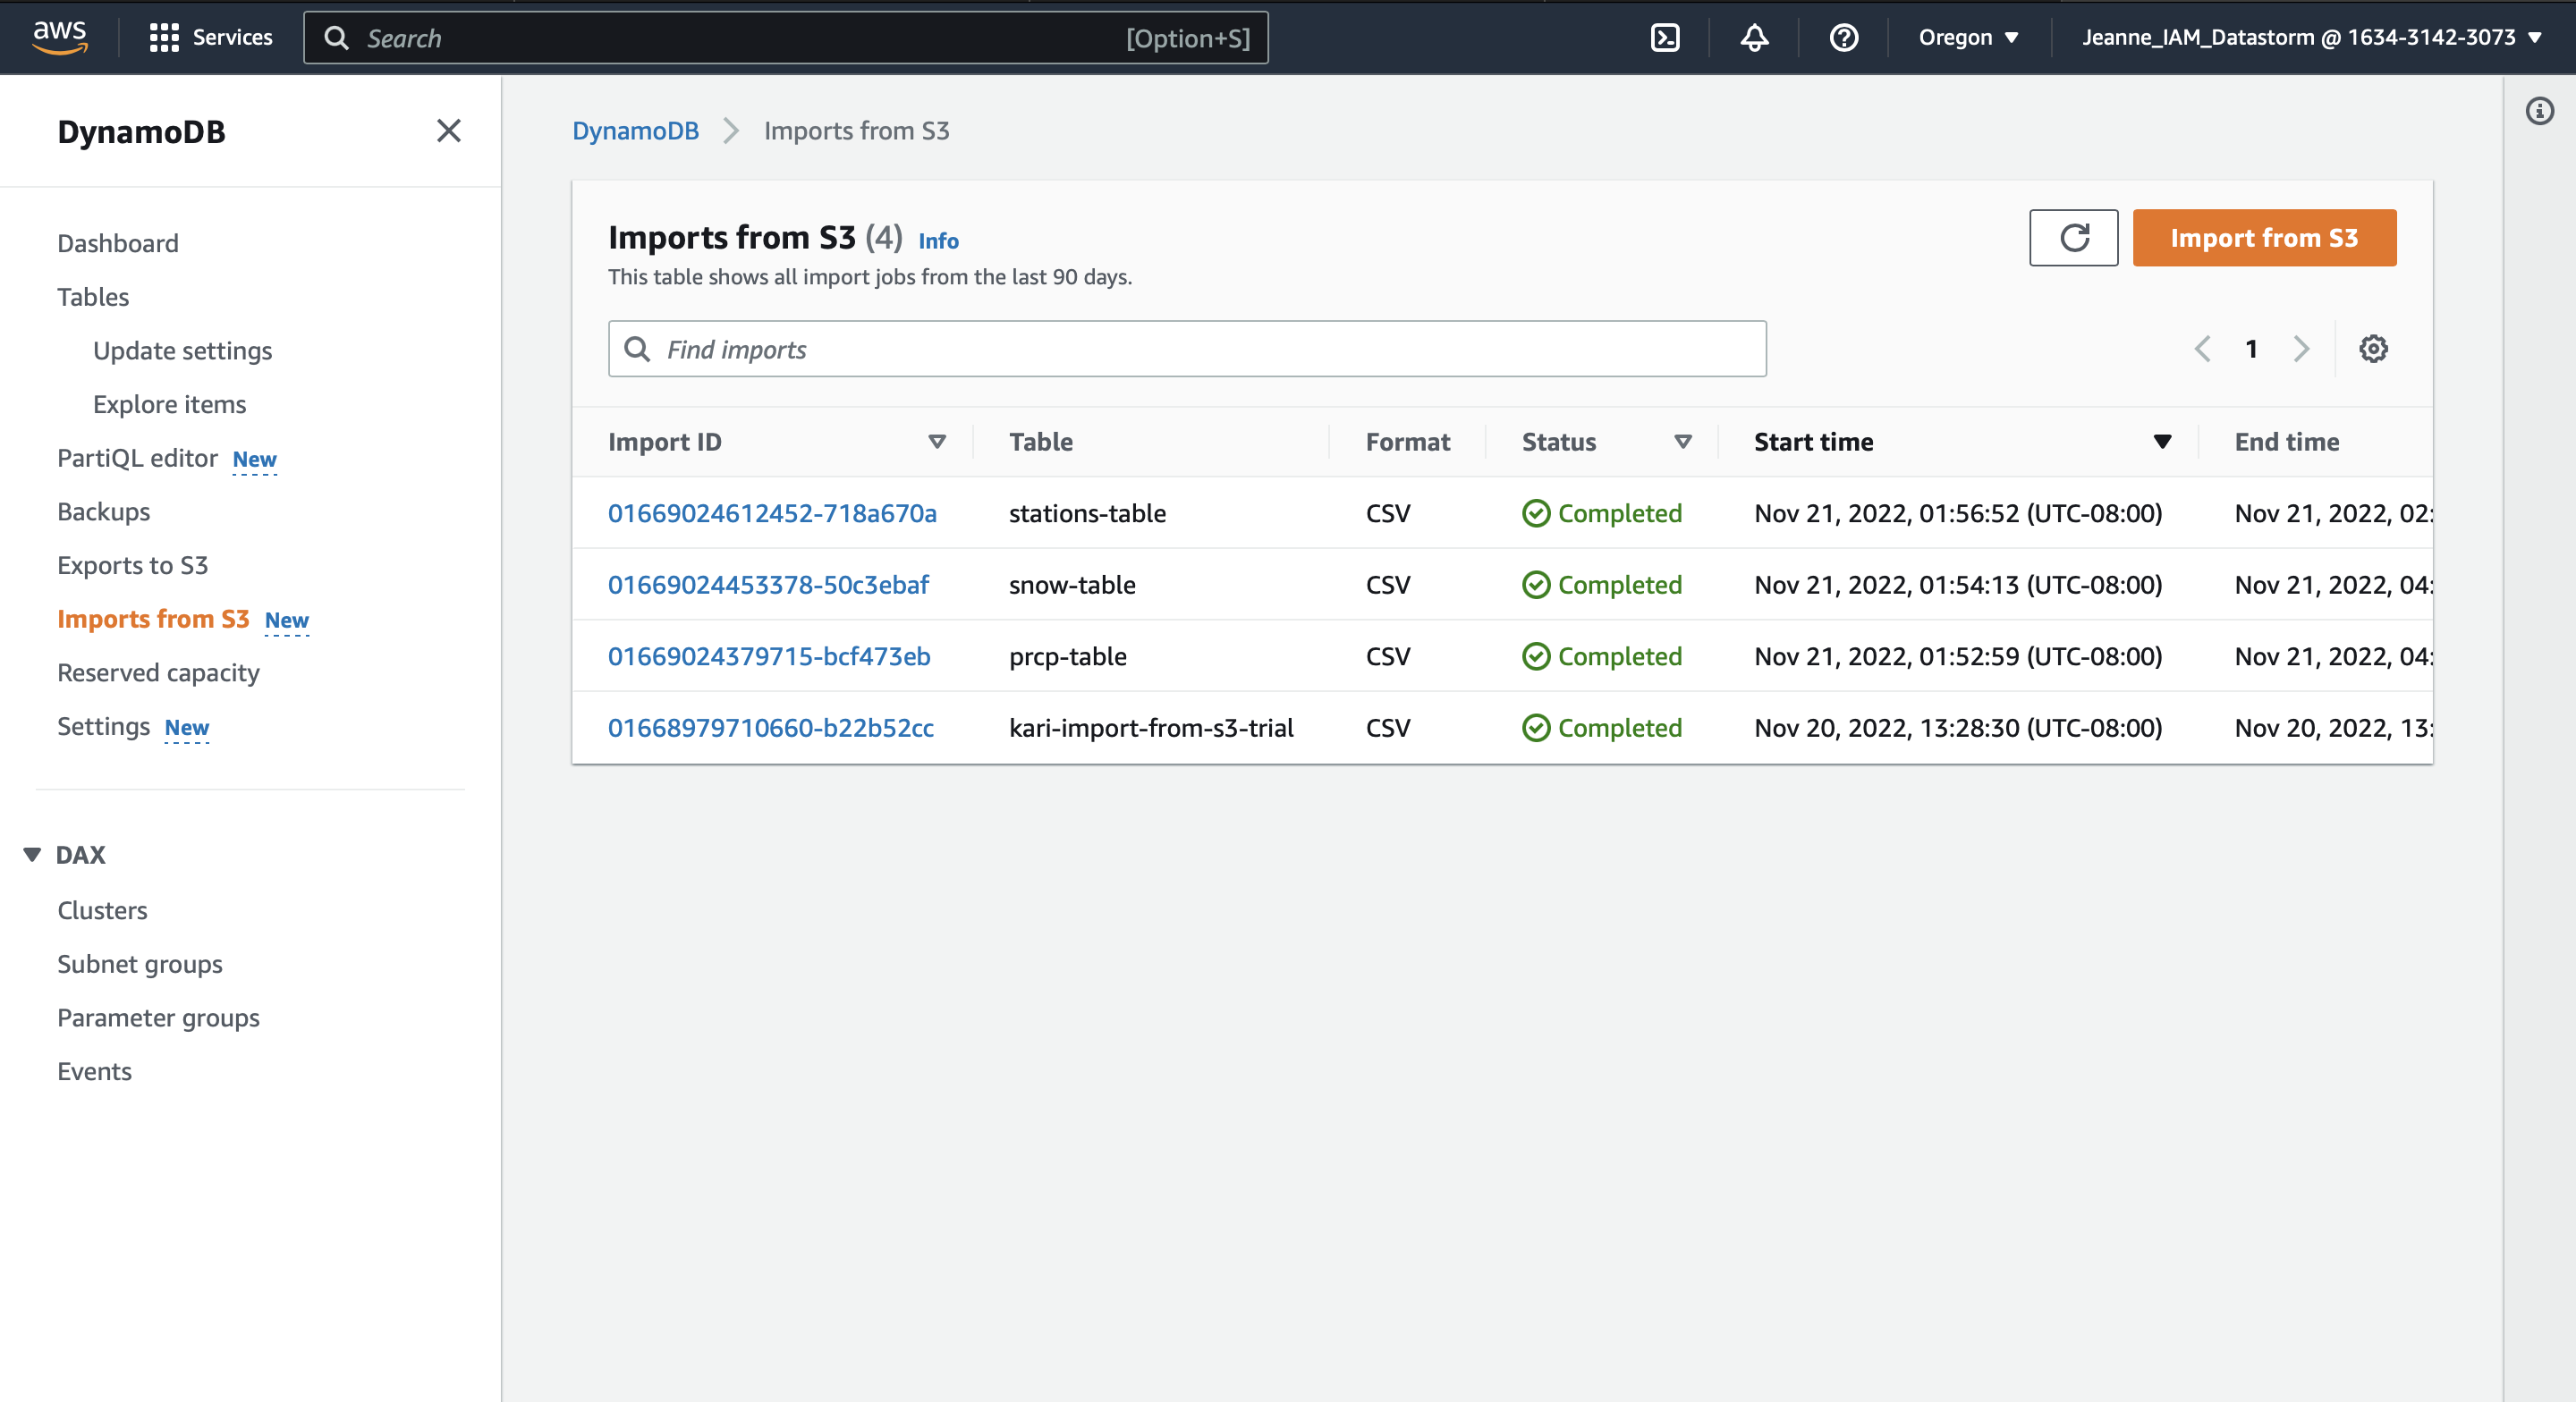 aws Services Search [Option+S] Oregon Jeanne_IAM_Datastorm @ 1634-3142-3073
DynamoDB
Dashboard
Tables
Update settings
Explore items
PartiQL editor New
Backups
Exports to S3
Imports from S3 New
Reserved capacity
Settings New
DAX
Clusters
Subnet groups
Parameter groups
Events
DynamoDB Imports from S3
Imports from S3 (4) Info
This table shows all import jobs from the last 90 days.
Import from S3
Find imports
1
Import ID Table Format Status Start time End time
01669024612452-718a670a stations-table CSV Completed Nov 21, 2022, 01:56:52 (UTC-08:00) Nov 21, 2022, 02:
01669024453378-50c3ebaf snow-table CSV Completed Nov 21, 2022, 01:54:13 (UTC-08:00) Nov 21, 2022, 04:
01669024379715-bcf473eb prcp-table CSV Completed Nov 21, 2022, 01:52:59 (UTC-08:00) Nov 21, 2022, 04:
01668979710660-b22b52cc kari-import-from-s3-trial CSV Completed Nov 20, 2022, 13:28:30 (UTC-08:00) Nov 20, 2022, 13: